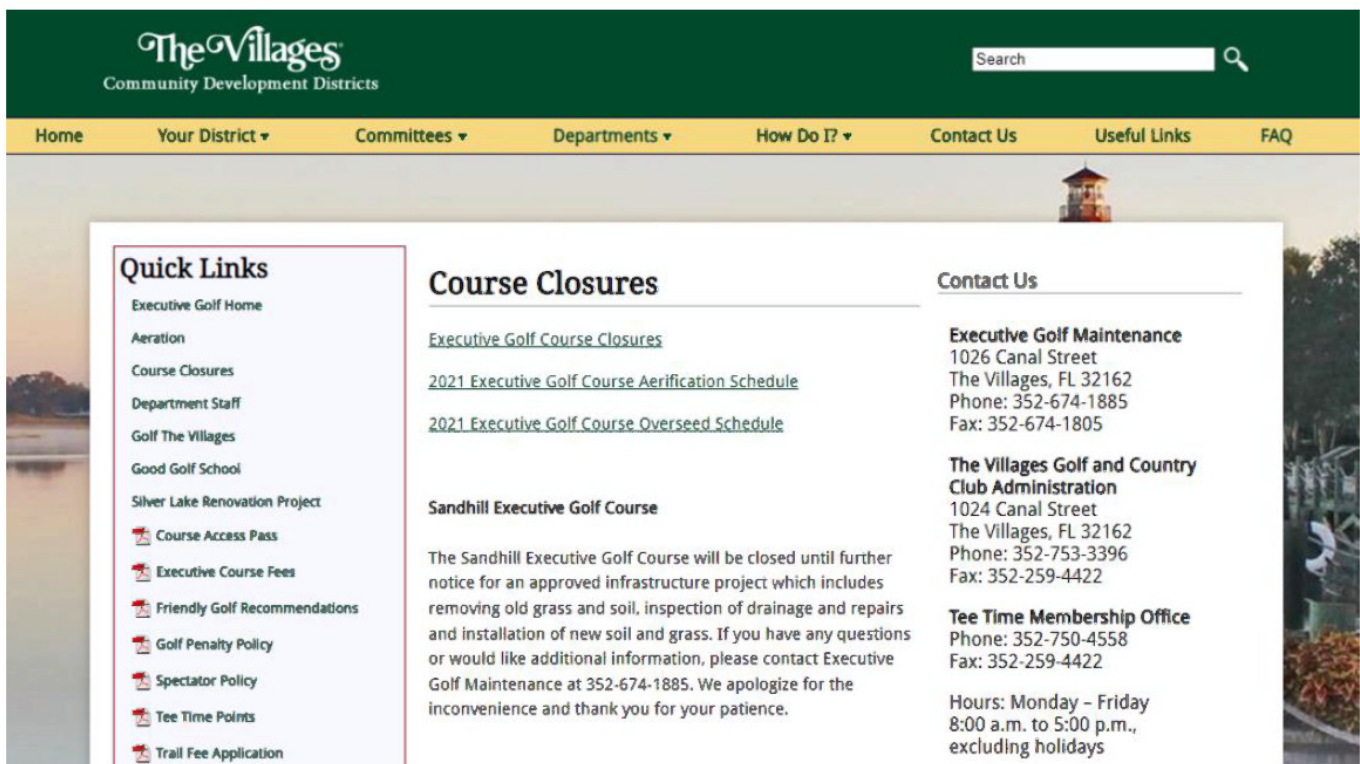 The Villages
Community Development Districts
Search
Home Your District Committees Departments How Do I? Contact Us Useful Links FAQ
Quick Links
Executive Golf Home
Aeration
Course Closures
Department Staff
Golf The Villages
Good Golf School
Silver Lake Renovation Project
Course Access Pass
Executive Course Fees
Friendly Golf Recommendations
Golf Penalty Policy
Spectator Policy
Tee Time Points
Trail Fee Application
Course Closures
Executive Golf Course Closures
2021 Executive Golf Course Aerification Schedule
2021 Executive Golf Course Overseed Schedule
Sandhill Executive Golf Course
The Sandhill Executive Golf Course will be closed until further
notice for an approved infrastructure project which includes
removing old grass and soil, inspection of drainage and repairs
and installation of new soil and grass. If you have any questions
or would like additional information, please contact Executive
Golf Maintenance at 352-674-1885. We apologize for the
inconvenience and thank you for your patience.
Contact Us
Executive Golf Maintenance
1026 Canal Street
The Villages, FL 32162
Phone: 352-674-1885
Fax: 352-674-1805
The Villages Golf and Country
Club Administration
1024 Canal Street
The Villages, FL 32162
Phone: 352-753-3396
Fax: 352-259-4422
Tee Time Membership Office
Phone: 352-750-4558
Fax: 352-259-4422
Hours: Monday – Friday
8:00 a.m. to 5:00 p.m.,
excluding holidays